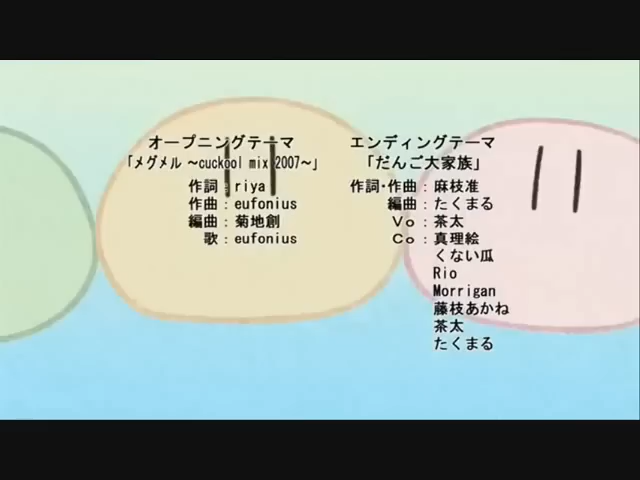 オープニングテーマ
「メグメル ～cuckool mix 2007～」
作詞：riya
作曲：eufonius
編曲：菊地創
歌：eufonius
エンディングテーマ
「だんご大家族」
作詞・作曲：麻枝准
編曲：たくまる
Ｖｏ：茶太
Ｃｏ：真理絵
くない瓜
Rio
Morrigan
藤枝あかね
茶太
たくまる